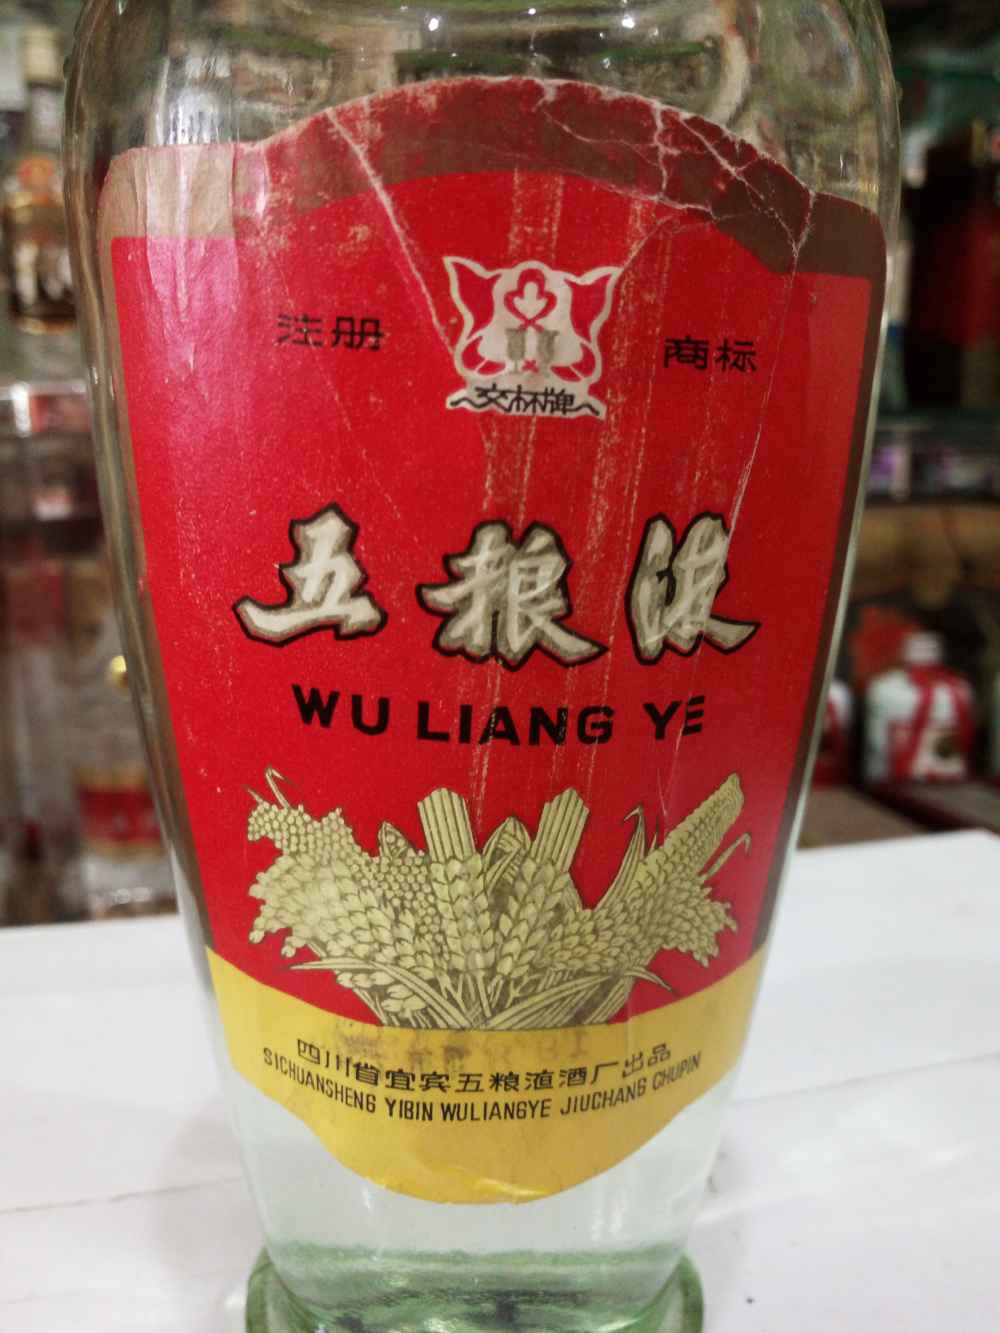 注册 商标
交杯牌
五粮液
WU LIANG YE
四川省宜宾五粮液酒厂出品
SICHUANSHENG YIBIN WULIANGYE JIUCHANG CHUPIN